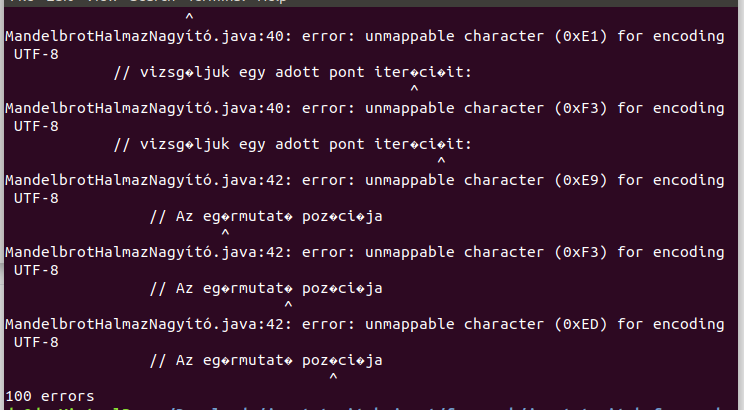 ^
MandelbrotHalmazNagyító.java:40: error: unmappable character (0xE1) for encoding
UTF-8
// vizsg�ljuk egy adott pont iter�ci�it:
^
MandelbrotHalmazNagyító.java:40: error: unmappable character (0xF3) for encoding
UTF-8
// vizsg�ljuk egy adott pont iter�ci�it:
^
MandelbrotHalmazNagyító.java:42: error: unmappable character (0xE9) for encoding
UTF-8
// Az eg�rmutat� poz�ci�ja
^
MandelbrotHalmazNagyító.java:42: error: unmappable character (0xF3) for encoding
UTF-8
// Az eg�rmutat� poz�ci�ja
^
MandelbrotHalmazNagyító.java:42: error: unmappable character (0xED) for encoding
UTF-8
// Az eg�rmutat� poz�ci�ja
^
100 errors